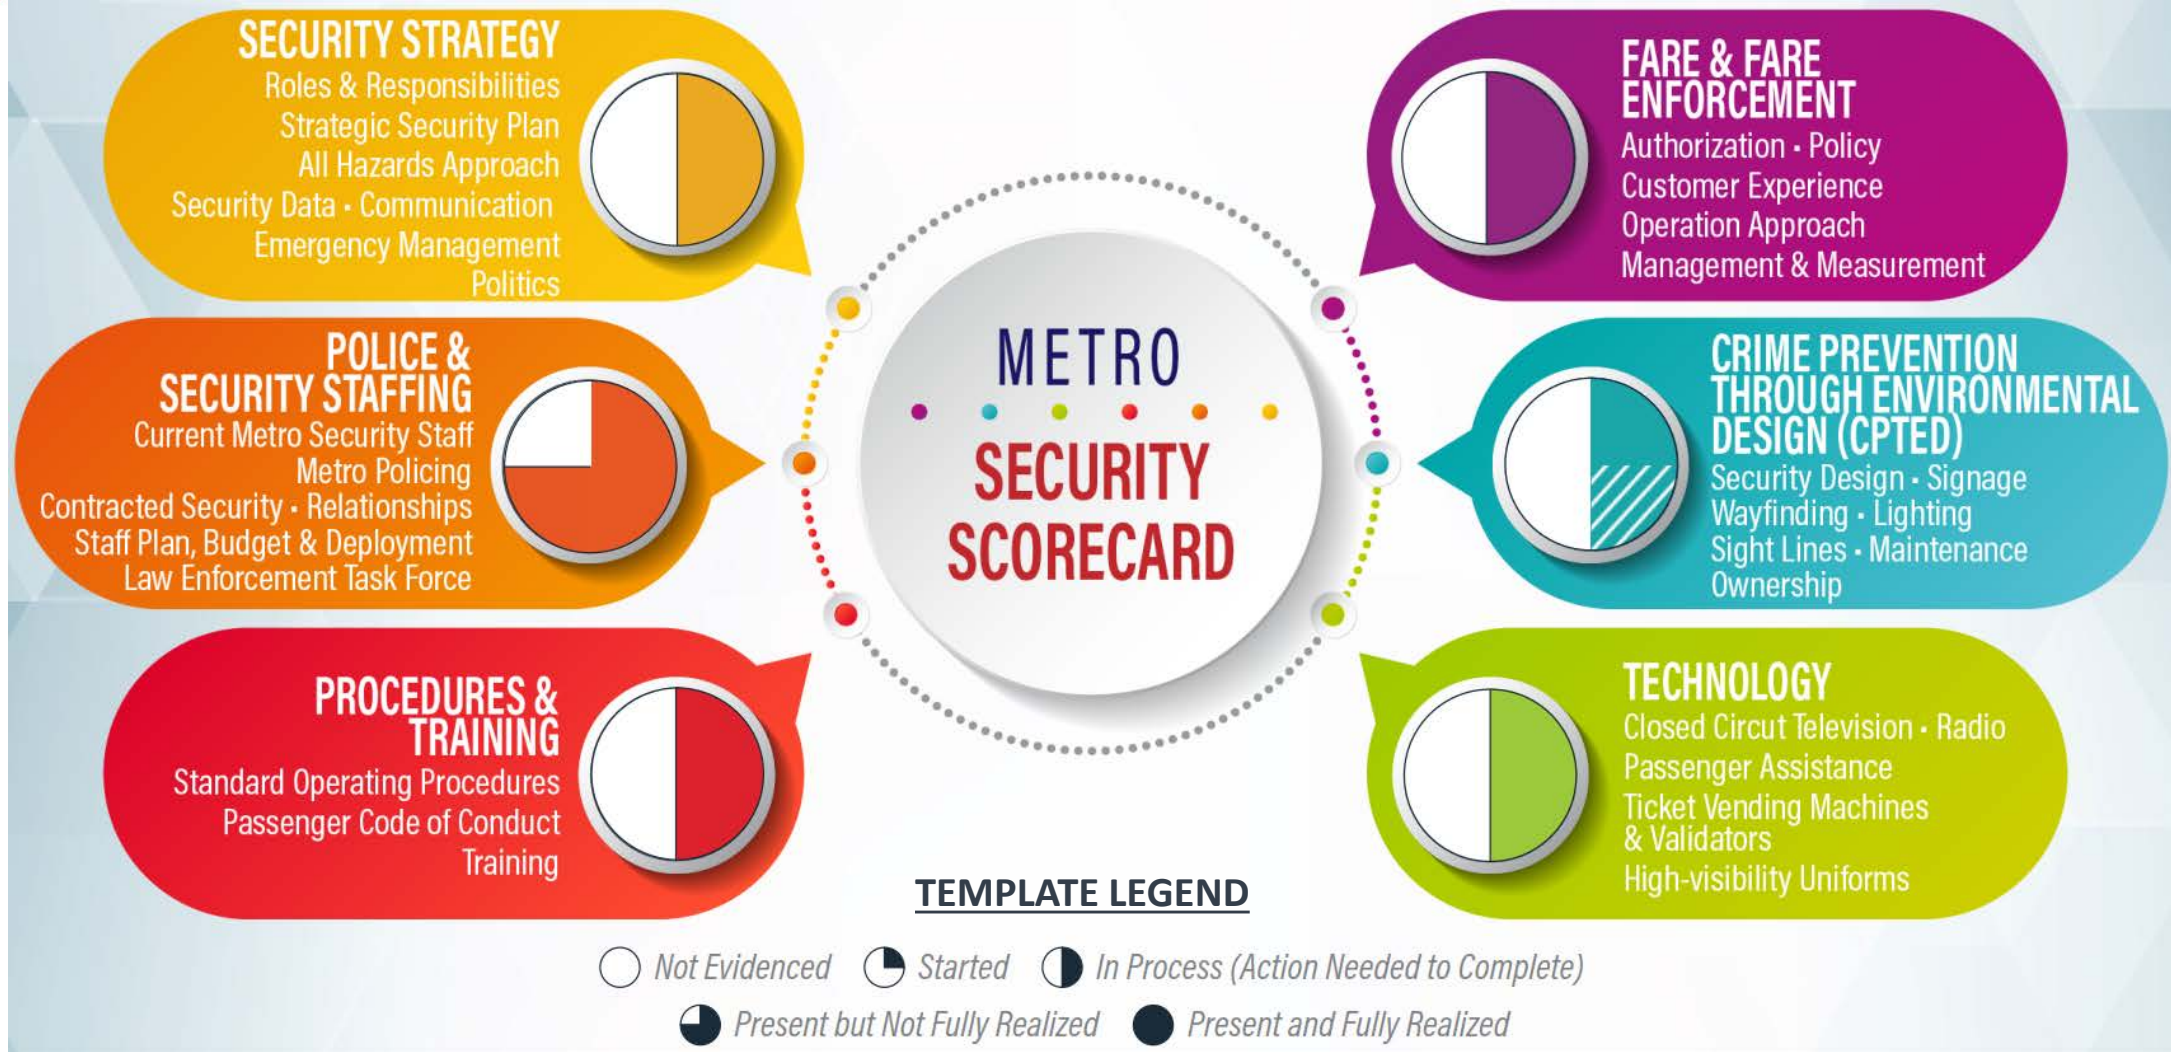 SECURITY STRATEGY
Roles & Responsibilities
Strategic Security Plan
All Hazards Approach
Security Data · Communication
Emergency Management
Politics
POLICE &
SECURITY STAFFING
Current Metro Security Staff
Metro Policing
Contracted Security · Relationships
Staff Plan, Budget & Deployment
Law Enforcement Task Force
PROCEDURES &
TRAINING
Standard Operating Procedures
Passenger Code of Conduct
Training
METRO
SECURITY
SCORECARD
FARE & FARE
ENFORCEMENT
Authorization · Policy
Customer Experience
Operation Approach
Management & Measurement
CRIME PREVENTION
THROUGH ENVIRONMENTAL
DESIGN (CPTED)
Security Design · Signage
Wayfinding · Lighting
Sight Lines · Maintenance
Ownership
TECHNOLOGY
Closed Circut Television · Radio
Passenger Assistance
Ticket Vending Machines
& Validators
High-visibility Uniforms
TEMPLATE LEGEND
Not Evidenced Started In Process (Action Needed to Complete)
Present but Not Fully Realized Present and Fully Realized